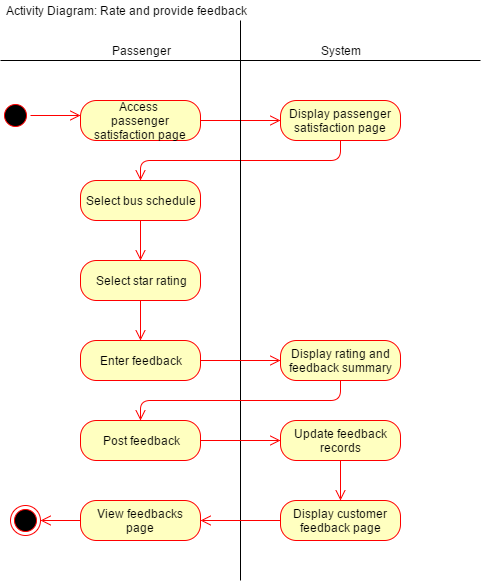 Activity Diagram: Rate and provide feedback
Passenger
System
Access
passenger
satisfaction page
Display passenger
satisfaction page
Select bus schedule
Select star rating
Enter feedback
Display rating and
feedback summary
Post feedback
Update feedback
records
View feedbacks
page
Display customer
feedback page